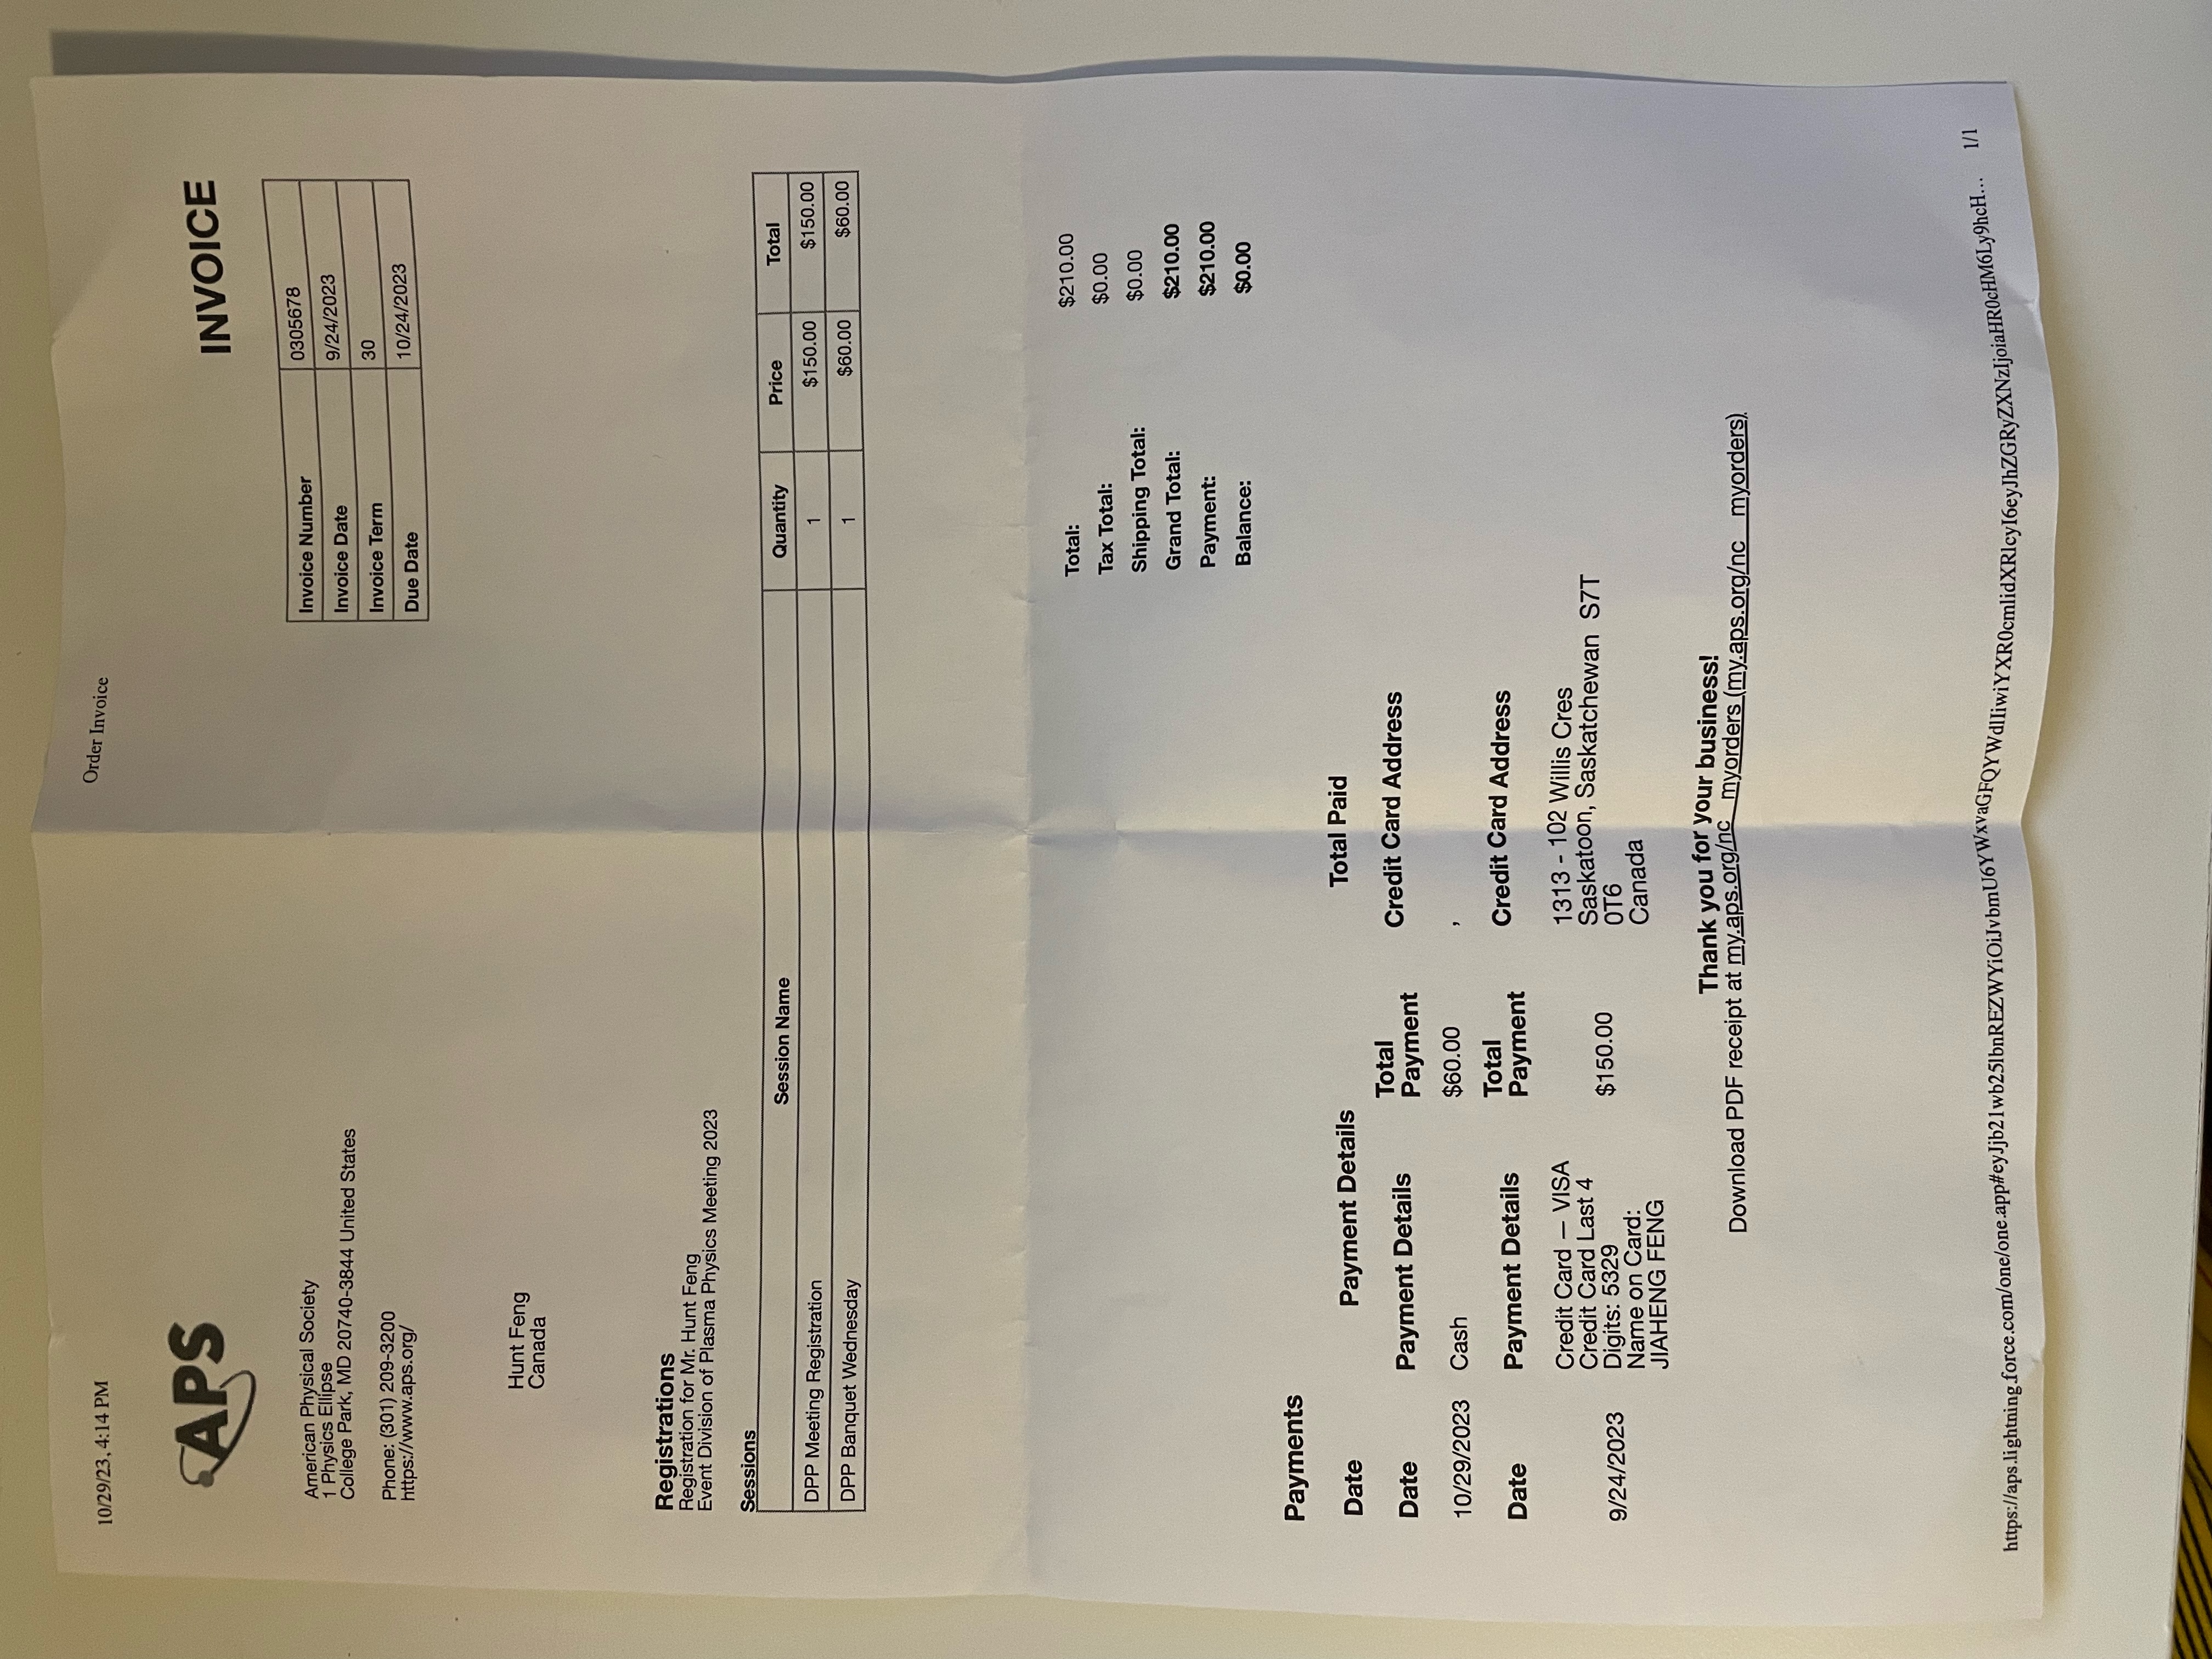 10/29/23, 4:14 PM
Order Invoice
APS
INVOICE
American Physical Society
1 Physics Ellipse
College Park, MD 20740-3844 United States
Phone: (301) 209-3200
https://www.aps.org/
Invoice Number 0305678
Invoice Date 9/24/2023
Invoice Term 30
Due Date 10/24/2023
Hunt Feng
Canada
Registrations
Registration for Mr. Hunt Feng
Event Division of Plasma Physics Meeting 2023
Sessions
Session Name Quantity Price Total
DPP Meeting Registration 1 $150.00 $150.00
DPP Banquet Wednesday 1 $60.00 $60.00
Total: $210.00
Tax Total: $0.00
Shipping Total: $0.00
Grand Total: $210.00
Payment: $210.00
Balance: $0.00
Payments
Date Payment Details Total Paid
Date Payment Details Total Payment Credit Card Address
10/29/2023 Cash $60.00 ,
Date Payment Details Total Payment Credit Card Address
9/24/2023
Credit Card — VISA
Credit Card Last 4
Digits: 5329
Name on Card:
JIAHENG FENG
$150.00
1313 - 102 Willis Cres
Saskatoon, Saskatchewan S7T
0T6
Canada
Thank you for your business!
Download PDF receipt at my.aps.org/nc__myorders (my.aps.org/nc__myorders)
https://aps.lightning.force.com/one/one.app#eyJjb21wb25lbnREZWYiOiJvbmU6YWxvaGFQYWdlIiwiYXR0cmlidXRlcyI6eyJhZGRyZXNzIjoiaHR0cHM6Ly9hcH... 1/1